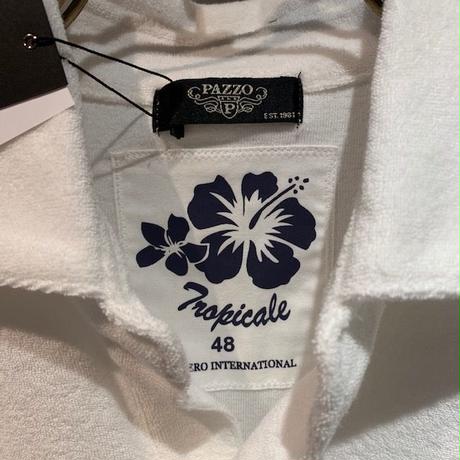 PAZZO
P
EST. 1981
Tropicale
48
ERO INTERNATIONAL